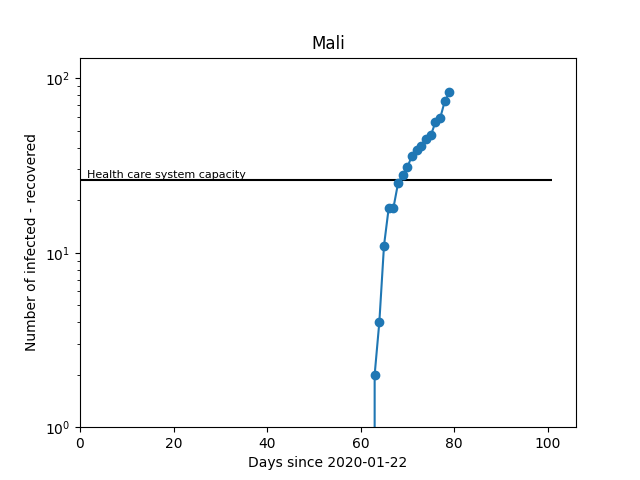 Mali
10²
Health care system capacity
10¹
10⁰
Number of infected - recovered
0 20 40 60 80 100
Days since 2020-01-22